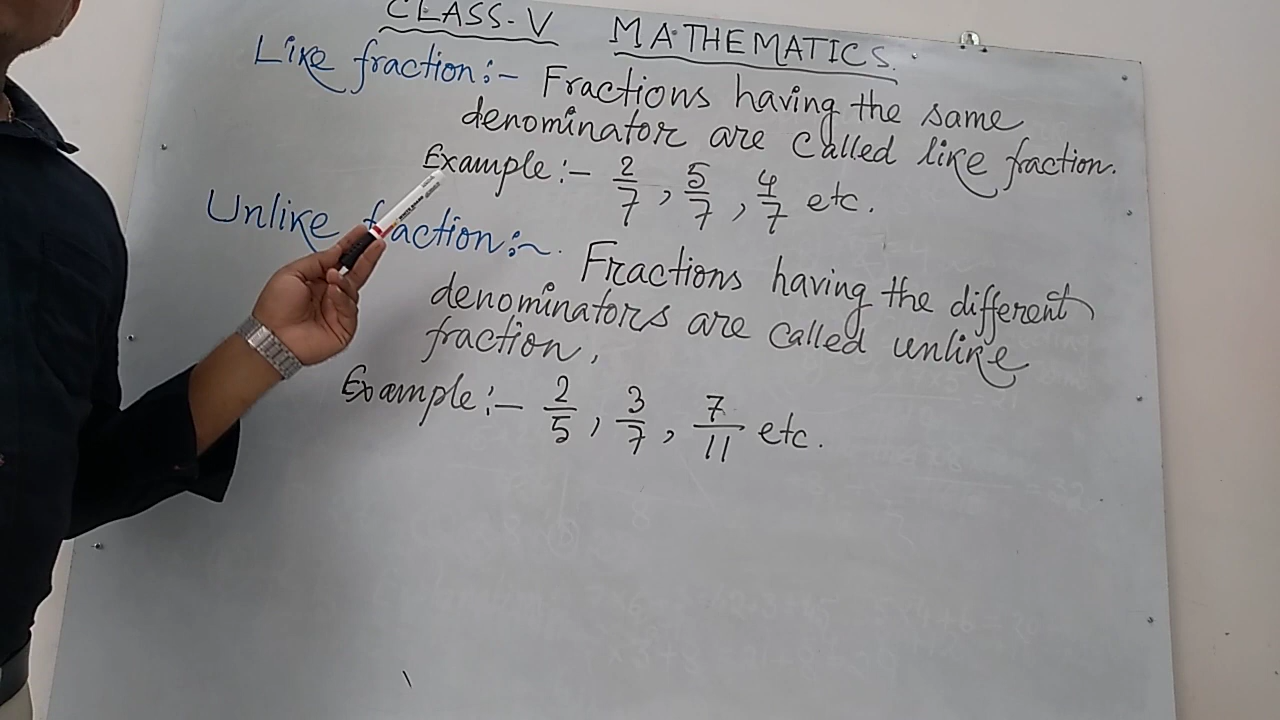 CLASS-V MATHEMATICS.
Like fraction:- Fractions having the same
denominator are called like fraction.
Example:- 2/7, 5/7, 4/7 etc.
Unlike fraction:~ Fractions having the different
denominators are called unlike
fraction,
Example:- 2/5, 3/7, 7/11 etc.